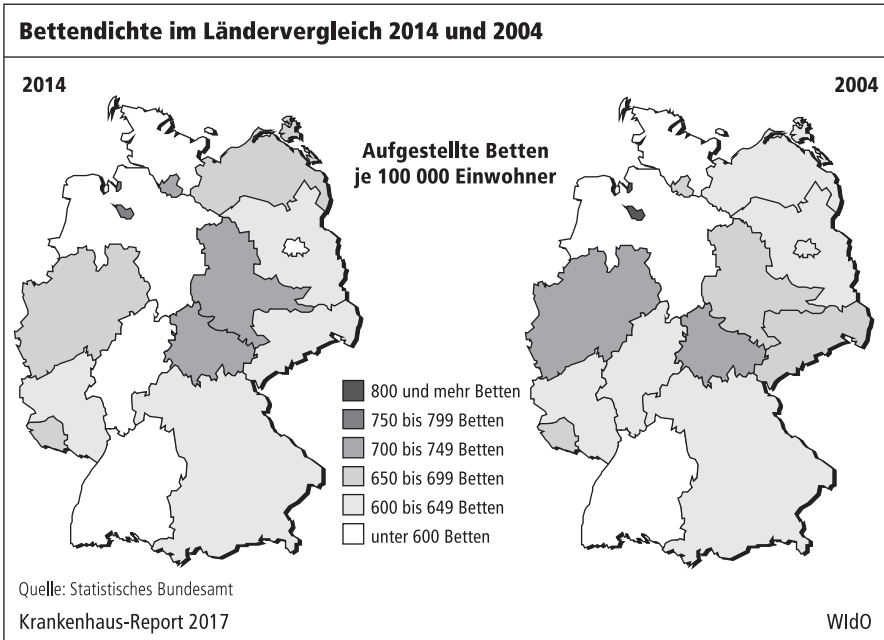 Bettendichte im Ländervergleich 2014 und 2004
2014
2004
Aufgestellte Betten
je 100 000 Einwohner
800 und mehr Betten
750 bis 799 Betten
700 bis 749 Betten
650 bis 699 Betten
600 bis 649 Betten
unter 600 Betten
Quelle: Statistisches Bundesamt
Krankenhaus-Report 2017
WIdO